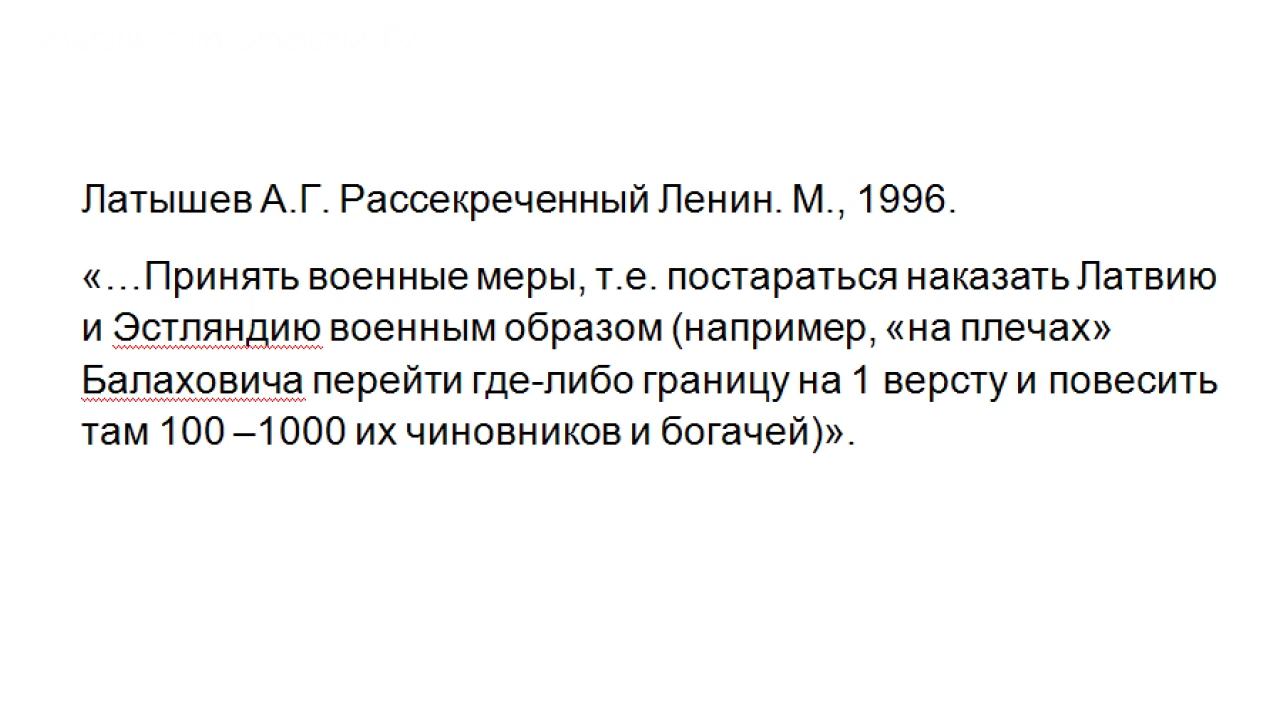 Латышев А.Г. Рассекреченный Ленин. М., 1996.
«…Принять военные меры, т.е. постараться наказать Латвию
и Эстляндию военным образом (например, «на плечах»
Балаховича перейти где-либо границу на 1 версту и повесить
там 100 –1000 их чиновников и богачей)».